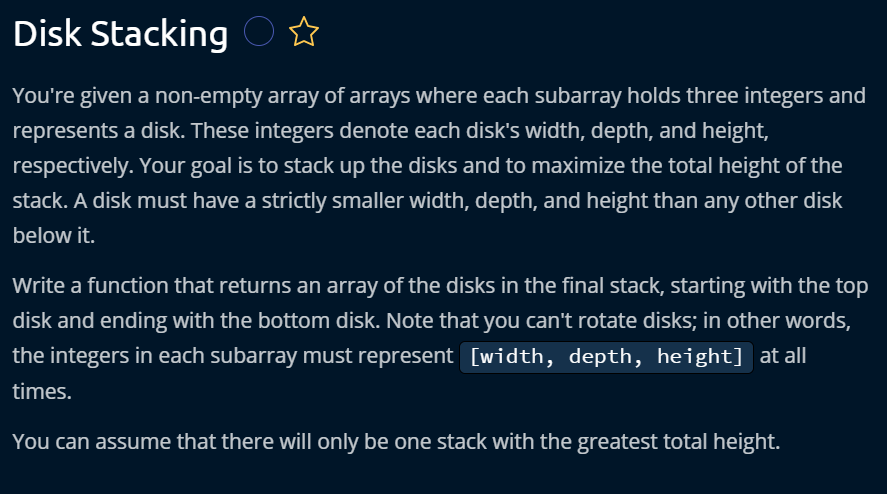 Disk Stacking
You're given a non-empty array of arrays where each subarray holds three integers and
represents a disk. These integers denote each disk's width, depth, and height,
respectively. Your goal is to stack up the disks and to maximize the total height of the
stack. A disk must have a strictly smaller width, depth, and height than any other disk
below it.
Write a function that returns an array of the disks in the final stack, starting with the top
disk and ending with the bottom disk. Note that you can't rotate disks; in other words,
the integers in each subarray must represent [width, depth, height] at all
times.
You can assume that there will only be one stack with the greatest total height.